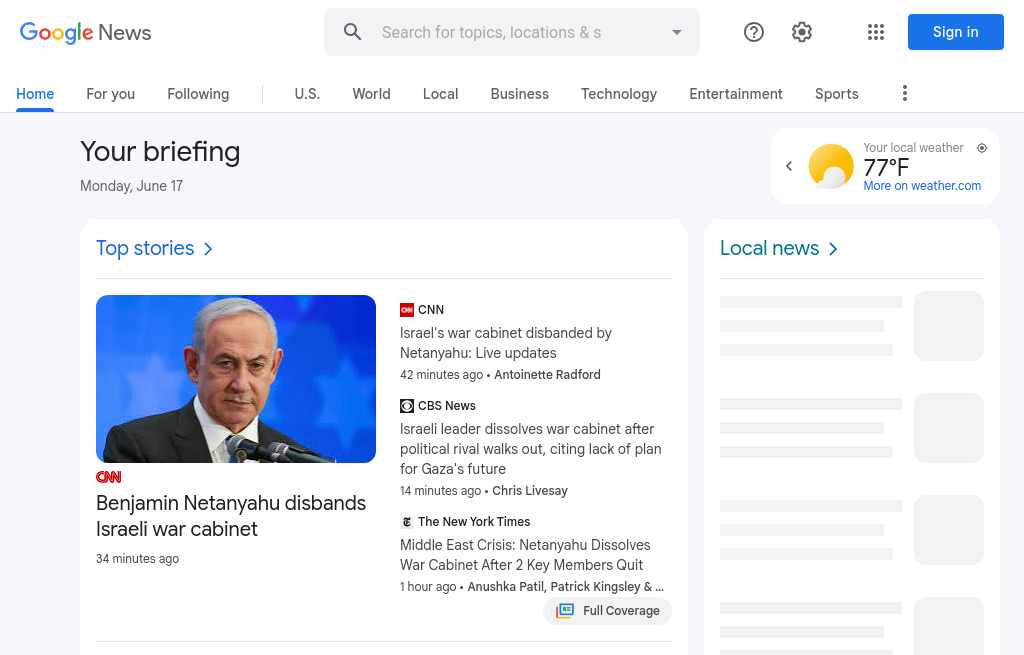 Google News
Search for topics, locations & s
Sign in
Home
For you
Following
U.S.
World
Local
Business
Technology
Entertainment
Sports
Your briefing
Monday, June 17
Your local weather
77°F
More on weather.com
Top stories
CNN
Benjamin Netanyahu disbands
Israeli war cabinet
34 minutes ago
CNN
CNN
Israel's war cabinet disbanded by
Netanyahu: Live updates
42 minutes ago • Antoinette Radford
CBS News
Israeli leader dissolves war cabinet after
political rival walks out, citing lack of plan
for Gaza's future
14 minutes ago • Chris Livesay
The New York Times
Middle East Crisis: Netanyahu Dissolves
War Cabinet After 2 Key Members Quit
1 hour ago • Anushka Patil, Patrick Kingsley & ...
Full Coverage
Local news